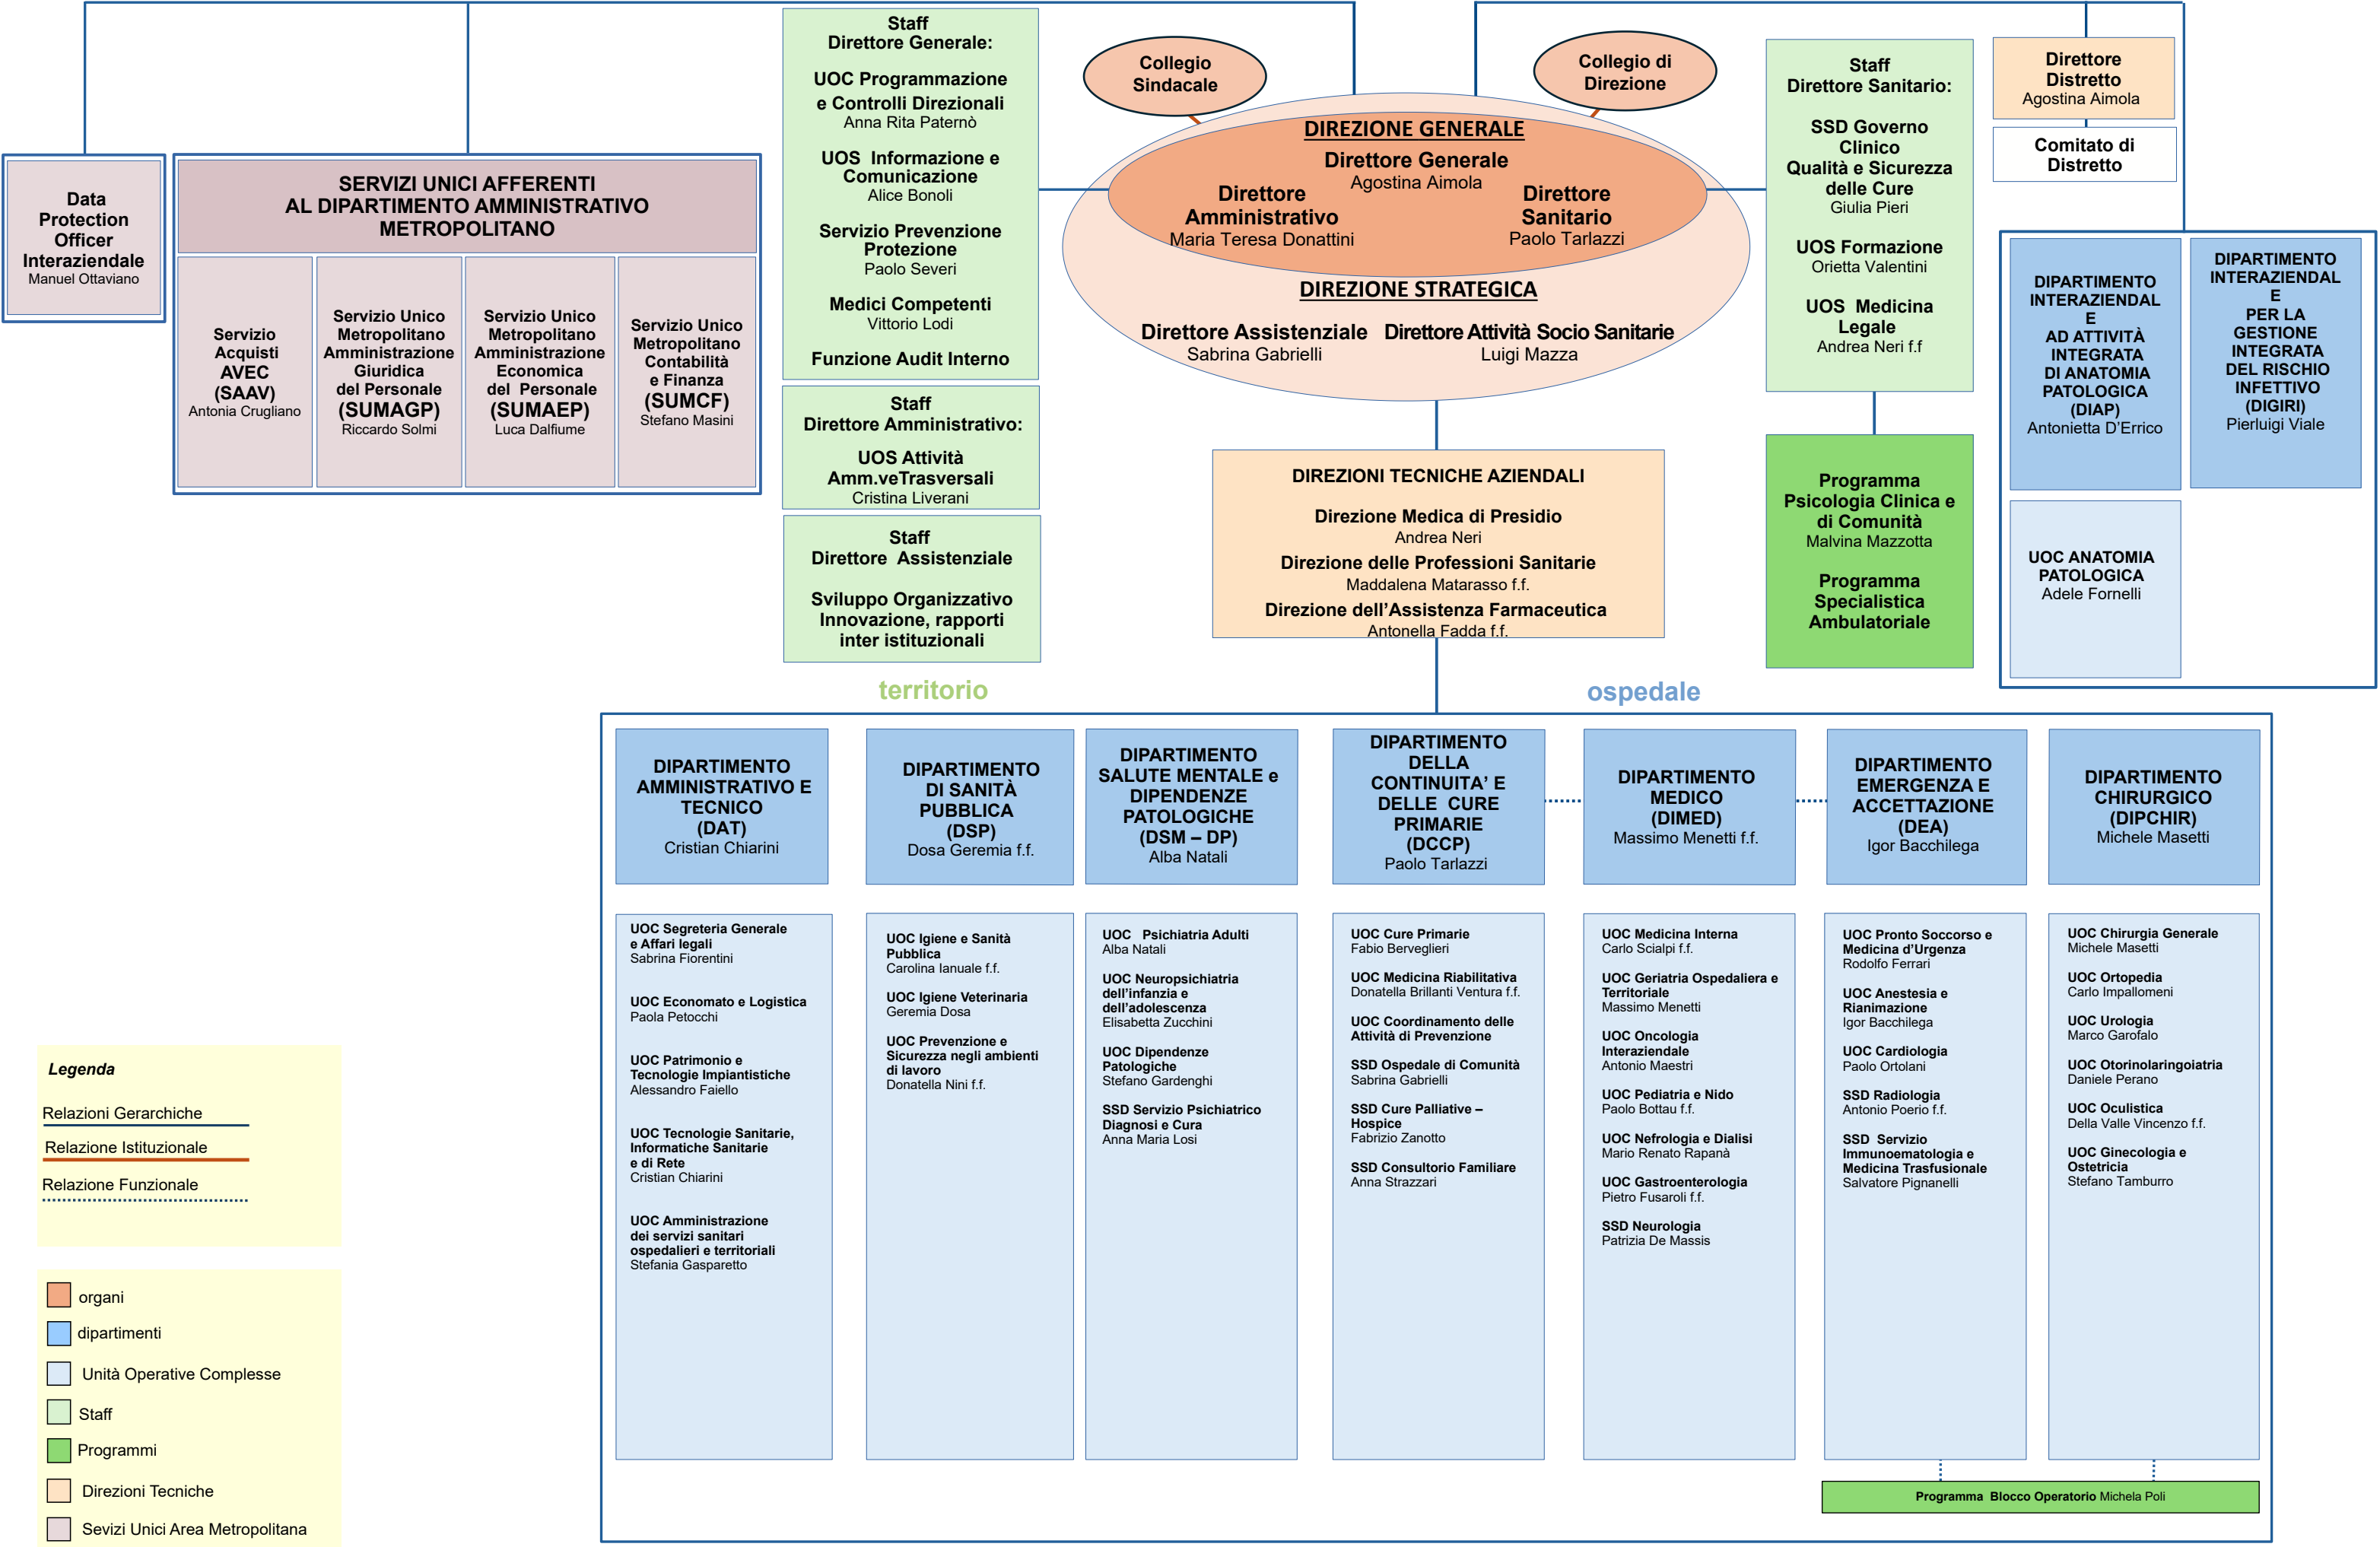 Data
Protection
Officer
Interaziendale
Manuel Ottaviano
SERVIZI UNICI AFFERENTI
AL DIPARTIMENTO AMMINISTRATIVO
METROPOLITANO
Servizio
Acquisti
AVEC
(SAAV)
Antonia Crugliano
Servizio Unico
Metropolitano
Amministrazione
Giuridica
del Personale
(SUMAGP)
Riccardo Solmi
Servizio Unico
Metropolitano
Amministrazione
Economica
del  Personale
(SUMAEP)
Luca Dalfiume
Servizio Unico
Metropolitano
Contabilità
e Finanza
(SUMCF)
Stefano Masini
Staff
Direttore Generale:
UOC Programmazione
e Controlli Direzionali
Anna Rita Paternò
UOS  Informazione e
Comunicazione
Alice Bonoli
Servizio Prevenzione
Protezione
Paolo Severi
Medici Competenti
Vittorio Lodi
Funzione Audit Interno
Staff
Direttore Amministrativo:
UOS Attività
Amm.veTrasversali
Cristina Liverani
Staff
Direttore  Assistenziale
Sviluppo Organizzativo
Innovazione, rapporti
inter istituzionali
Collegio
Sindacale
Collegio di
Direzione
DIREZIONE GENERALE
Direttore Generale
Agostina Aimola
Direttore
Amministrativo
Maria Teresa Donattini
Direttore
Sanitario
Paolo Tarlazzi
DIREZIONE STRATEGICA
Direttore Assistenziale
Sabrina Gabrielli
Direttore Attività Socio Sanitarie
Luigi Mazza
DIREZIONI TECNICHE AZIENDALI
Direzione Medica di Presidio
Andrea Neri
Direzione delle Professioni Sanitarie
Maddalena Matarasso f.f.
Direzione dell’Assistenza Farmaceutica
Antonella Fadda f.f.
Staff
Direttore Sanitario:
SSD Governo
Clinico
Qualità e Sicurezza
delle Cure
Giulia Pieri
UOS Formazione
Orietta Valentini
UOS  Medicina
Legale
Andrea Neri f.f
Programma
Psicologia Clinica e
di Comunità
Malvina Mazzotta
Programma
Specialistica
Ambulatoriale
Direttore
Distretto
Agostina Aimola
Comitato di
Distretto
DIPARTIMENTO
INTERAZIENDAL
E
AD ATTIVITÀ
INTEGRATA
DI ANATOMIA
PATOLOGICA
(DIAP)
Antonietta D’Errico
DIPARTIMENTO
INTERAZIENDAL
E
PER LA
GESTIONE
INTEGRATA
DEL RISCHIO
INFETTIVO
(DIGIRI)
Pierluigi Viale
UOC ANATOMIA
PATOLOGICA
Adele Fornelli
territorio
ospedale
DIPARTIMENTO
AMMINISTRATIVO E
TECNICO
(DAT)
Cristian Chiarini
UOC Segreteria Generale
e Affari legali
Sabrina Fiorentini
UOC Economato e Logistica
Paola Petocchi
UOC Patrimonio e
Tecnologie Impiantistiche
Alessandro Faiello
UOC Tecnologie Sanitarie,
Informatiche Sanitarie
e di Rete
Cristian Chiarini
UOC Amministrazione
dei servizi sanitari
ospedalieri e territoriali
Stefania Gasparetto
DIPARTIMENTO
DI SANITÀ
PUBBLICA
(DSP)
Dosa Geremia f.f.
UOC Igiene e Sanità
Pubblica
Carolina Ianuale f.f.
UOC Igiene Veterinaria
Geremia Dosa
UOC Prevenzione e
Sicurezza negli ambienti
di lavoro
Donatella Nini f.f.
DIPARTIMENTO
SALUTE MENTALE e
DIPENDENZE
PATOLOGICHE
(DSM – DP)
Alba Natali
UOC   Psichiatria Adulti
Alba Natali
UOC Neuropsichiatria
dell’infanzia e
dell’adolescenza
Elisabetta Zucchini
UOC Dipendenze
Patologiche
Stefano Gardenghi
SSD Servizio Psichiatrico
Diagnosi e Cura
Anna Maria Losi
DIPARTIMENTO
DELLA
CONTINUITA’ E
DELLE  CURE
PRIMARIE
(DCCP)
Paolo Tarlazzi
UOC Cure Primarie
Fabio Berveglieri
UOC Medicina Riabilitativa
Donatella Brillanti Ventura f.f.
UOC Coordinamento delle
Attività di Prevenzione
SSD Ospedale di Comunità
Sabrina Gabrielli
SSD Cure Palliative –
Hospice
Fabrizio Zanotto
SSD Consultorio Familiare
Anna Strazzari
DIPARTIMENTO
MEDICO
(DIMED)
Massimo Menetti f.f.
UOC Medicina Interna
Carlo Scialpi f.f.
UOC Geriatria Ospedaliera e
Territoriale
Massimo Menetti
UOC Oncologia
Interaziendale
Antonio Maestri
UOC Pediatria e Nido
Paolo Bottau f.f.
UOC Nefrologia e Dialisi
Mario Renato Rapanà
UOC Gastroenterologia
Pietro Fusaroli f.f.
SSD Neurologia
Patrizia De Massis
DIPARTIMENTO
EMERGENZA E
ACCETTAZIONE
(DEA)
Igor Bacchilega
UOC Pronto Soccorso e
Medicina d’Urgenza
Rodolfo Ferrari
UOC Anestesia e
Rianimazione
Igor Bacchilega
UOC Cardiologia
Paolo Ortolani
SSD Radiologia
Antonio Poerio f.f.
SSD  Servizio
Immunoematologia e
Medicina Trasfusionale
Salvatore Pignanelli
DIPARTIMENTO
CHIRURGICO
(DIPCHIR)
Michele Masetti
UOC Chirurgia Generale
Michele Masetti
UOC Ortopedia
Carlo Impallomeni
UOC Urologia
Marco Garofalo
UOC Otorinolaringoiatria
Daniele Perano
UOC Oculistica
Della Valle Vincenzo f.f.
UOC Ginecologia e
Ostetricia
Stefano Tamburro
Programma  Blocco Operatorio Michela Poli
Legenda
Relazioni Gerarchiche
Relazione Istituzionale
Relazione Funzionale
organi
dipartimenti
Unità Operative Complesse
Staff
Programmi
Direzioni Tecniche
Sevizi Unici Area Metropolitana